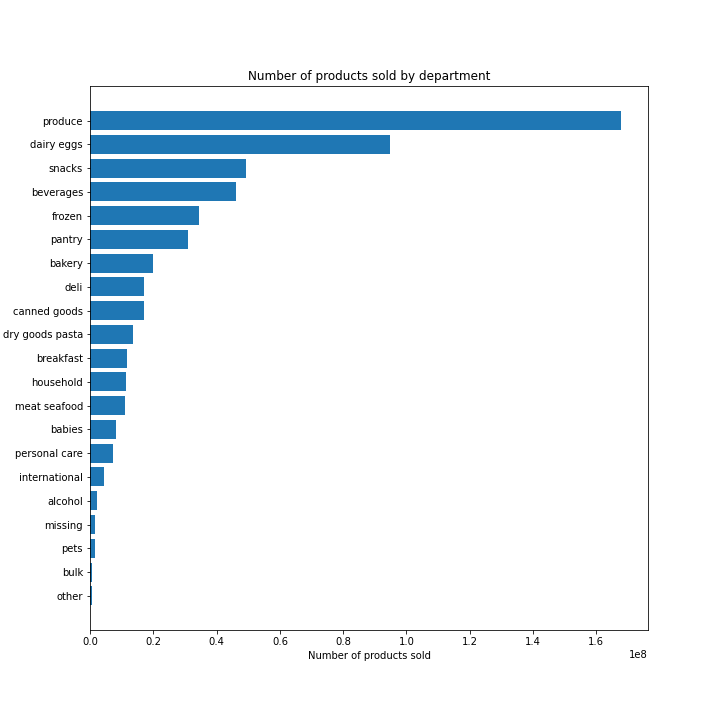 Number of products sold by department
produce
dairy eggs
snacks
beverages
frozen
pantry
bakery
deli
canned goods
dry goods pasta
breakfast
household
meat seafood
babies
personal care
international
alcohol
missing
pets
bulk
other
0.0 0.2 0.4 0.6 0.8 1.0 1.2 1.4 1.6
1e8
Number of products sold